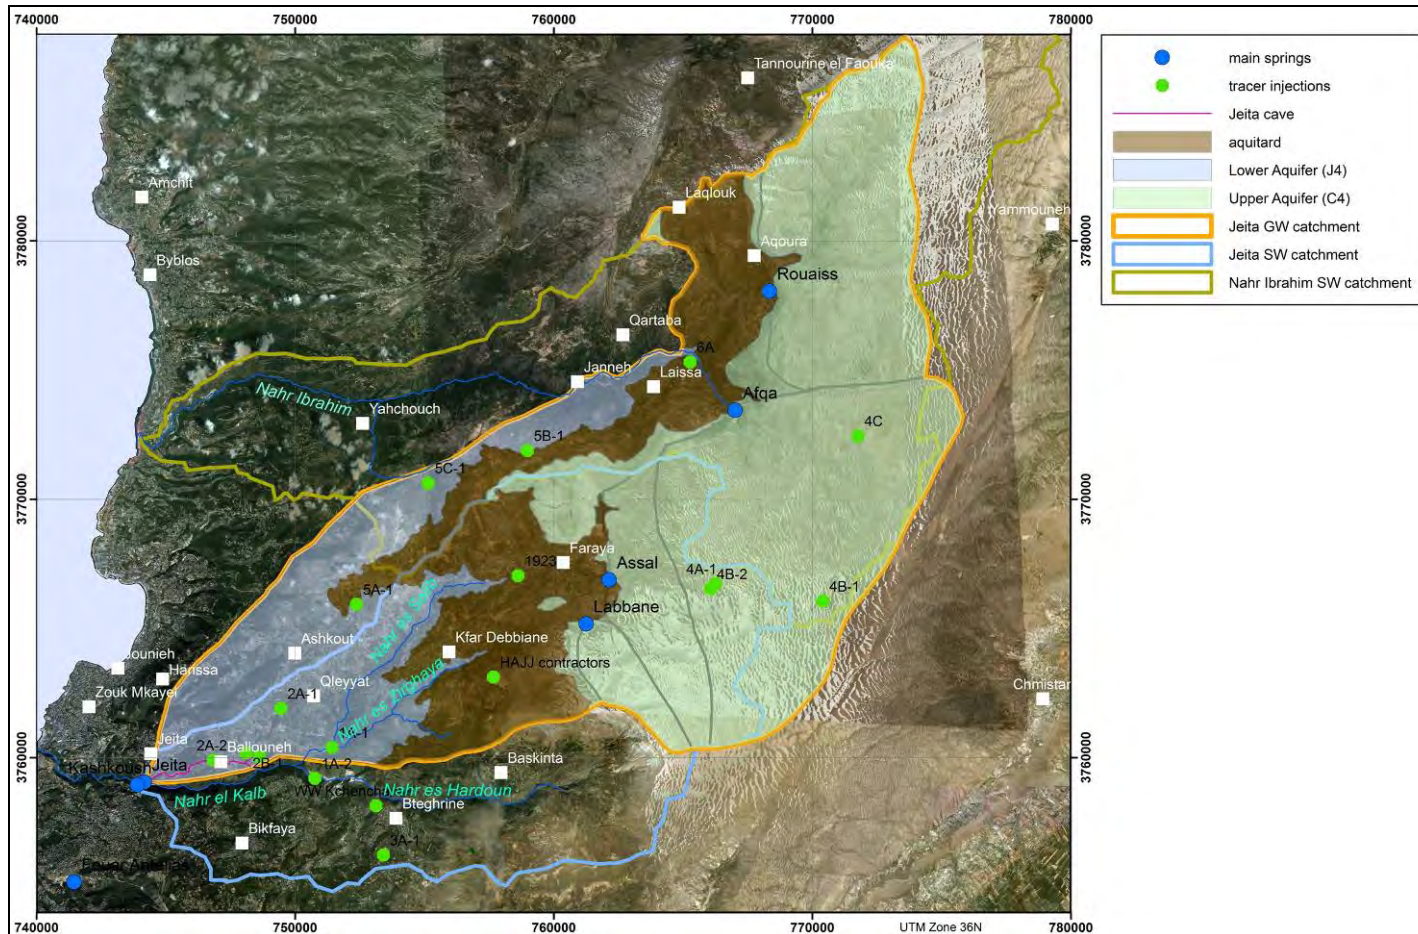 740000 750000 760000 770000 780000
main springs
tracer injections
Jeita cave
aquitard
Lower Aquifer (J4)
Upper Aquifer (C4)
Jeita GW catchment
Jeita SW catchment
Nahr Ibrahim SW catchment
Tannourine el Faouka
Amchit
Laqlouk
Yammouneh
3780000 3780000
Aqoura
Byblos
Rouaiss
Qartaba
6A
Janneh
Laissa
Nahr Ibrahim
Afqa
Yahchouch
4C
5B-1
5C-1
3770000 3770000
Faraya
1923
Assal
4A-1
4B-2
5A-1
4B-1
Labbane
Ashkout
Kfar Debbiane
Jounieh
Harissa
HAJJ contractors
Qleyyat
Nahr es Zirghaya
Chmistar
Zouk Mkayel
2A-1
Jeita
2A-2
Ballouneh
3760000 3760000
Kashkoush
Jeita
2B-1
1A-2
Baskinta
Nahr el Kalb
Nahr es Hardoun
Bteghrine
Bikfaya
3A-1
UTM Zone 36N
740000 750000 760000 770000 780000